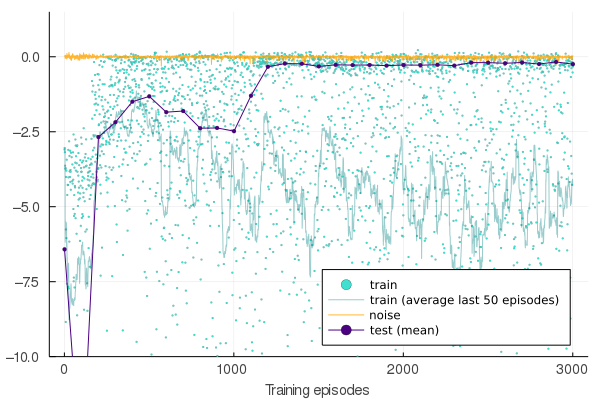 0.0
−2.5
−5.0
−7.5
−10.0
train
train (average last 50 episodes)
noise
test (mean)
0 1000 2000 3000
Training episodes